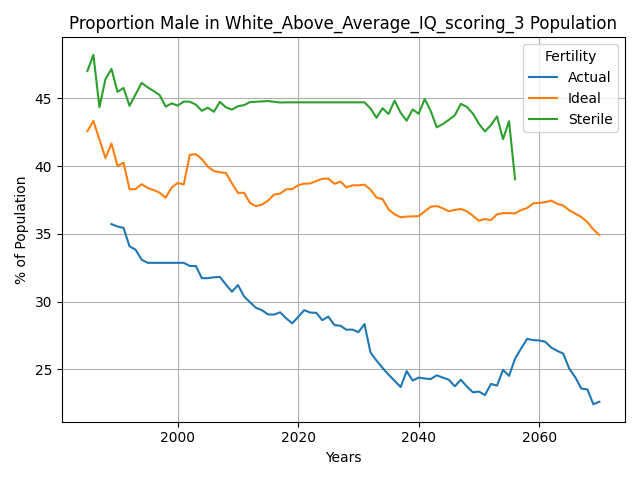 Proportion Male in White_Above_Average_IQ_scoring_3 Population
Fertility
Actual
Ideal
Sterile
% of Population
45
40
35
30
25
2000
2020
2040
2060
Years